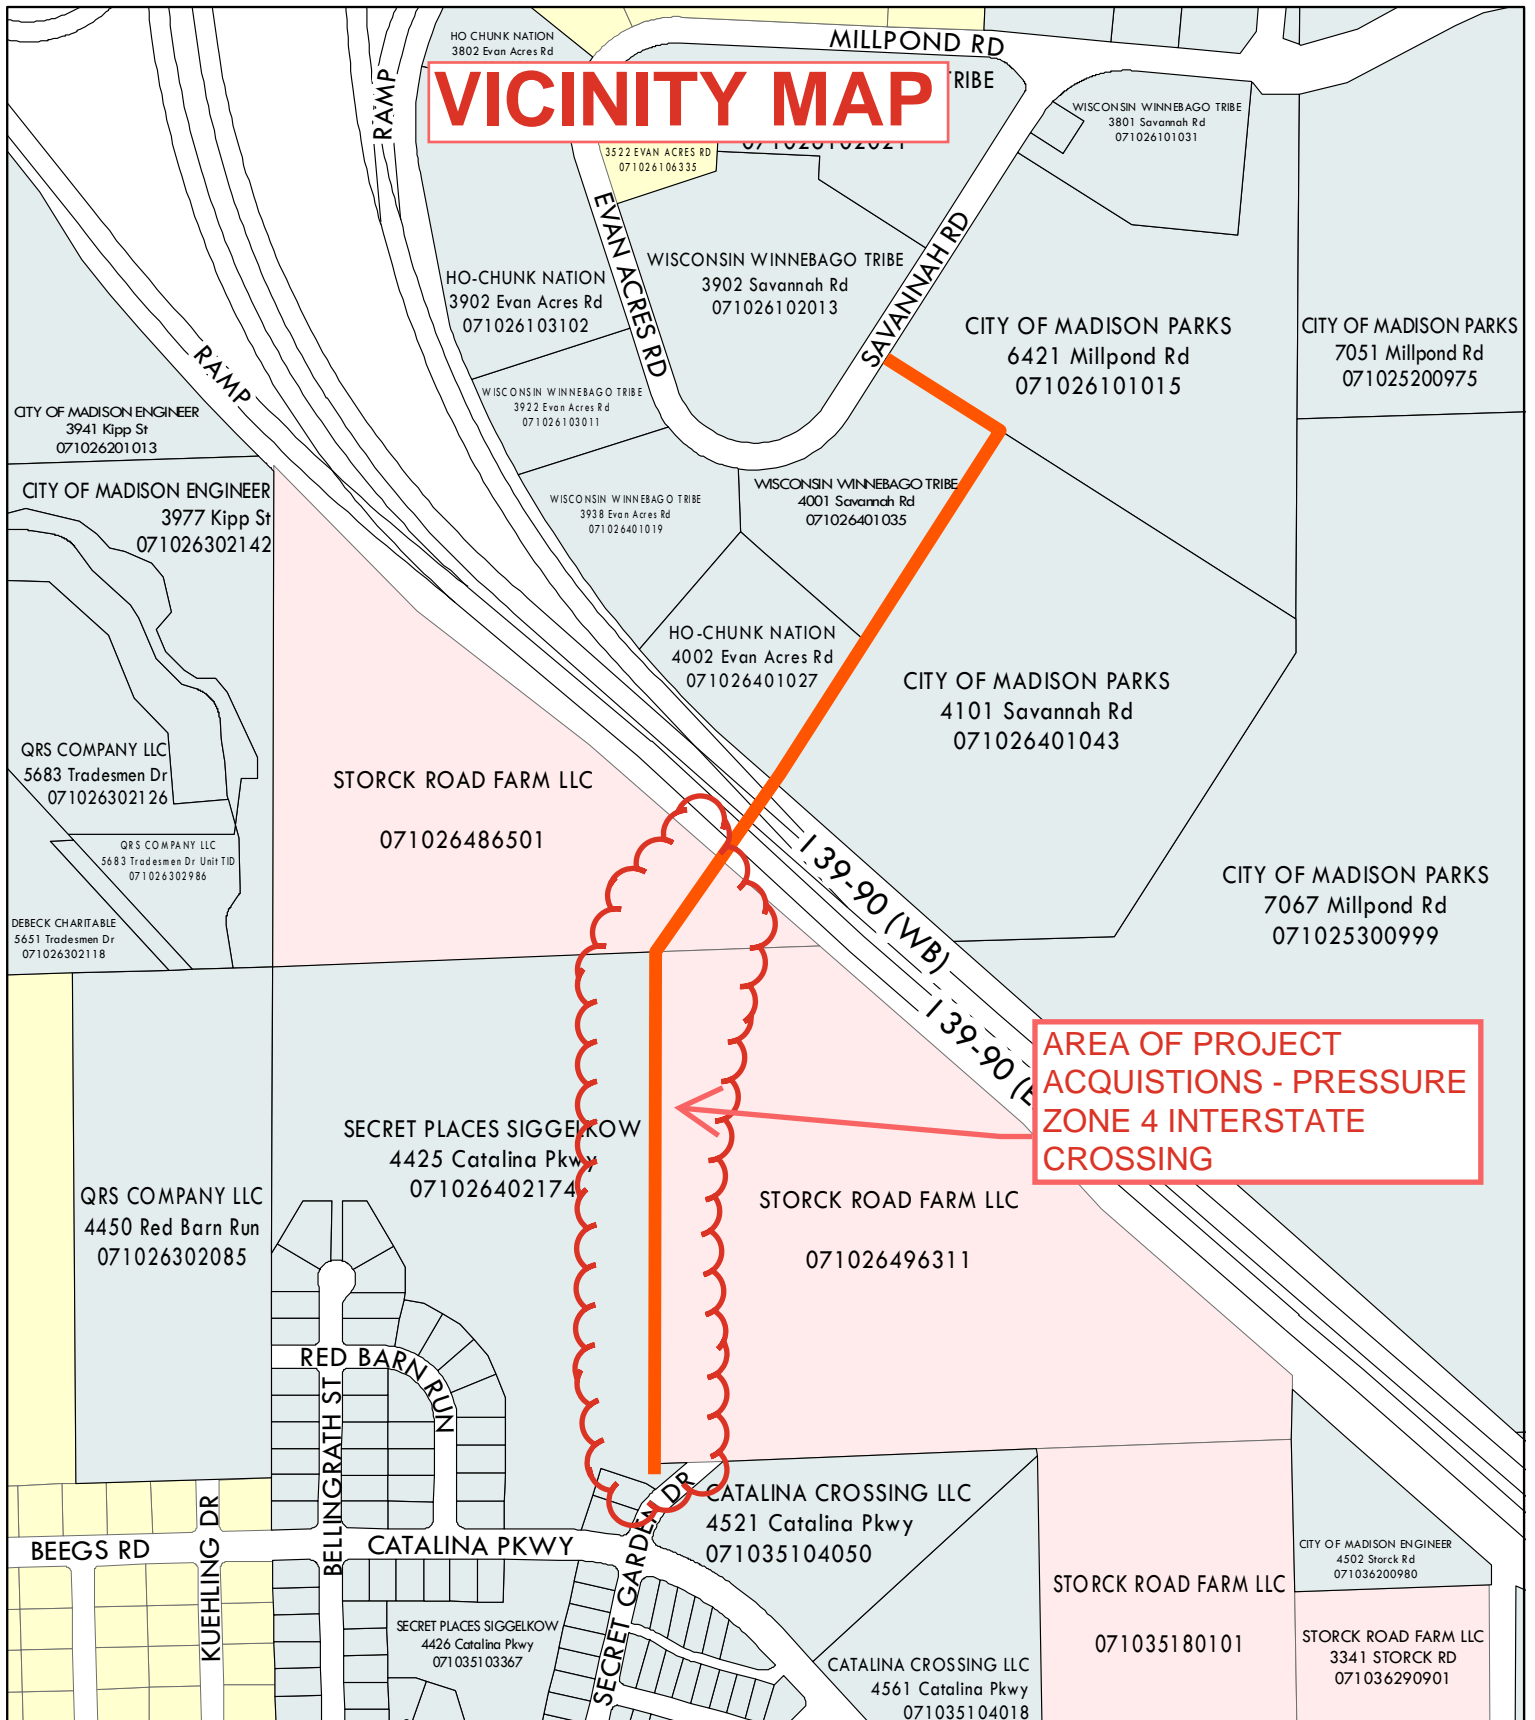 HO CHUNK NATION
3802 Evan Acres Rd
MILLPOND RD
RAMP
VICINITY MAP
TRIBE
071026102021
3522 EVAN ACRES RD
071026106335
WISCONSIN WINNEBAGO TRIBE
3801 Savannah Rd
071026101031
EVAN ACRES RD
SAVANNAH RD
WISCONSIN WINNEBAGO TRIBE
3902 Savannah Rd
071026102013
HO-CHUNK NATION
3902 Evan Acres Rd
071026103102
CITY OF MADISON PARKS
6421 Millpond Rd
071026101015
CITY OF MADISON PARKS
7051 Millpond Rd
071025200975
RAMP
WISCONSIN WINNEBAGO TRIBE
3922 Evan Acres Rd
071026103011
CITY OF MADISON ENGINEER
3941 Kipp St
071026201013
CITY OF MADISON ENGINEER
3977 Kipp St
071026302142
WISCONSIN WINNEBAGO TRIBE
3938 Evan Acres Rd
071026401019
WISCONSIN WINNEBAGO TRIBE
4001 Savannah Rd
071026401035
HO-CHUNK NATION
4002 Evan Acres Rd
071026401027
CITY OF MADISON PARKS
4101 Savannah Rd
071026401043
QRS COMPANY LLC
5683 Tradesmen Dr
071026302126
STORCK ROAD FARM LLC
071026486501
QRS COMPANY LLC
5683 Tradesmen Dr Unit TID
071026302986
DEBECK CHARITABLE
5651 Tradesmen Dr
071026302118
I 39-90 (WB)
I 39-90 (E
CITY OF MADISON PARKS
7067 Millpond Rd
071025300999
AREA OF PROJECT
ACQUISTIONS - PRESSURE
ZONE 4 INTERSTATE
CROSSING
SECRET PLACES SIGGELKOW
4425 Catalina Pkwy
071026402174
QRS COMPANY LLC
4450 Red Barn Run
071026302085
STORCK ROAD FARM LLC
071026496311
RED BARN RUN
BELLINGRATH ST
KUEHLING DR
BEEGS RD
CATALINA PKWY
SECRET GARDEN DR
CATALINA CROSSING LLC
4521 Catalina Pkwy
071035104050
CITY OF MADISON ENGINEER
4502 Storck Rd
071036200980
STORCK ROAD FARM LLC
071035180101
STORCK ROAD FARM LLC
3341 STORCK RD
071036290901
SECRET PLACES SIGGELKOW
4426 Catalina Pkwy
071035103367
CATALINA CROSSING LLC
4561 Catalina Pkwy
071035104018